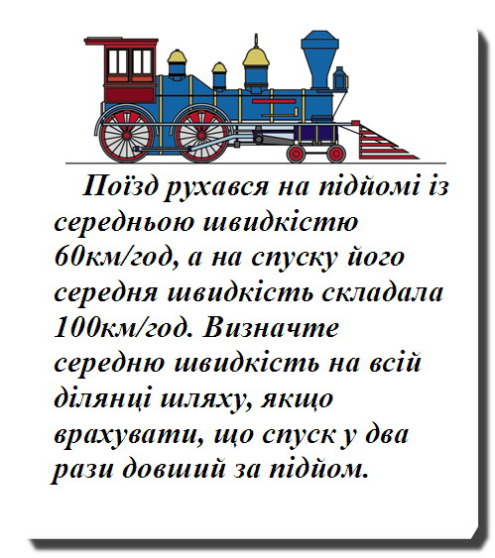 Поїзд рухався на підйомі із
середньою швидкістю
60км/год, а на спуску його
середня швидкість складала
100км/год. Визначте
середню швидкість на всій
ділянці шляху, якщо
врахувати, що спуск у два
рази довший за підйом.